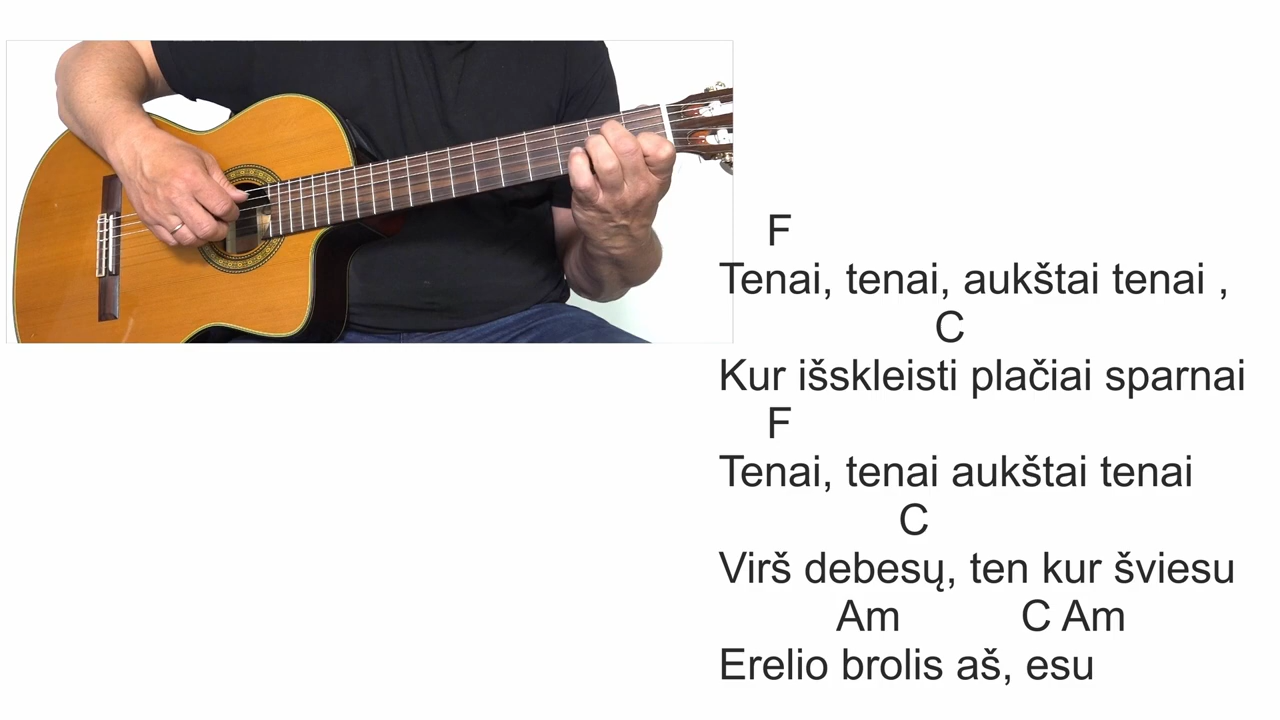 F
Tenai, tenai, aukštai tenai ,
C
Kur išskleisti plačiai sparnai
F
Tenai, tenai aukštai tenai
C
Virš debesų, ten kur šviesu
Am C Am
Erelio brolis aš, esu